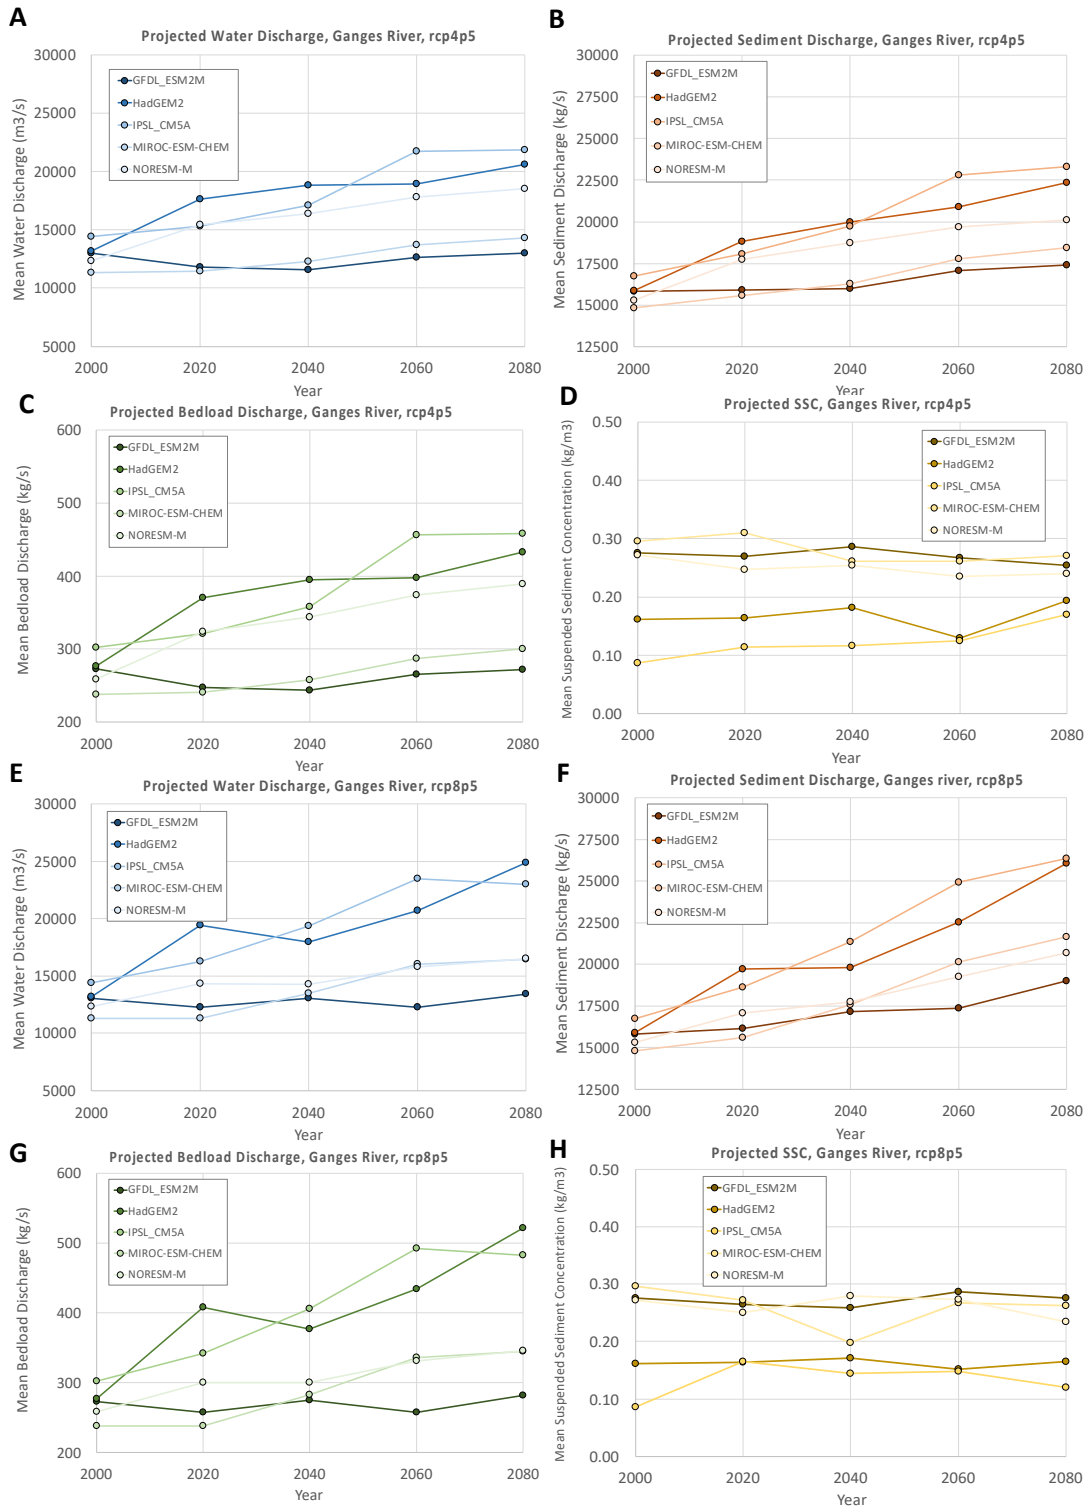 A
Projected Water Discharge, Ganges River, rcp4p5
Mean Water Discharge (m3/s)
30000
25000
20000
15000
10000
5000
GFDL_ESM2M
HadGEM2
IPSL_CM5A
MIROC-ESM-CHEM
NORESM-M
2000 2020 2040 2060 2080
Year
B
Projected Sediment Discharge, Ganges River, rcp4p5
Mean Sediment Discharge (kg/s)
30000
27500
25000
22500
20000
17500
15000
12500
GFDL_ESM2M
HadGEM2
IPSL_CM5A
MIROC-ESM-CHEM
NORESM-M
2000 2020 2040 2060 2080
Year
C
Projected Bedload Discharge, Ganges River, rcp4p5
Mean Bedload Discharge (kg/s)
600
500
400
300
200
GFDL_ESM2M
HadGEM2
IPSL_CM5A
MIROC-ESM-CHEM
NORESM-M
2000 2020 2040 2060 2080
Year
D
Projected SSC, Ganges River, rcp4p5
Mean Suspended Sediment Concentration (kg/m3)
0.50
0.40
0.30
0.20
0.10
0.00
GFDL_ESM2M
HadGEM2
IPSL_CM5A
MIROC-ESM-CHEM
NORESM-M
2000 2020 2040 2060 2080
Year
E
Projected Water Discharge, Ganges River, rcp8p5
Mean Water Discharge (m3/s)
30000
25000
20000
15000
10000
5000
GFDL_ESM2M
HadGEM2
IPSL_CM5A
MIROC-ESM-CHEM
NORESM-M
2000 2020 2040 2060 2080
Year
F
Projected Sediment Discharge, Ganges river, rcp8p5
Mean Sediment Discharge (kg/s)
30000
27500
25000
22500
20000
17500
15000
12500
GFDL_ESM2M
HadGEM2
IPSL_CM5A
MIROC-ESM-CHEM
NORESM-M
2000 2020 2040 2060 2080
Year
G
Projected Bedload Discharge, Ganges River, rcp8p5
Mean Bedload Discharge (kg/s)
600
500
400
300
200
GFDL_ESM2M
HadGEM2
IPSL_CM5A
MIROC-ESM-CHEM
NORESM-M
2000 2020 2040 2060 2080
Year
H
Projected SSC, Ganges River, rcp8p5
Mean Suspended Sediment Concentration (kg/m3)
0.50
0.40
0.30
0.20
0.10
0.00
GFDL_ESM2M
HadGEM2
IPSL_CM5A
MIROC-ESM-CHEM
NORESM-M
2000 2020 2040 2060 2080
Year